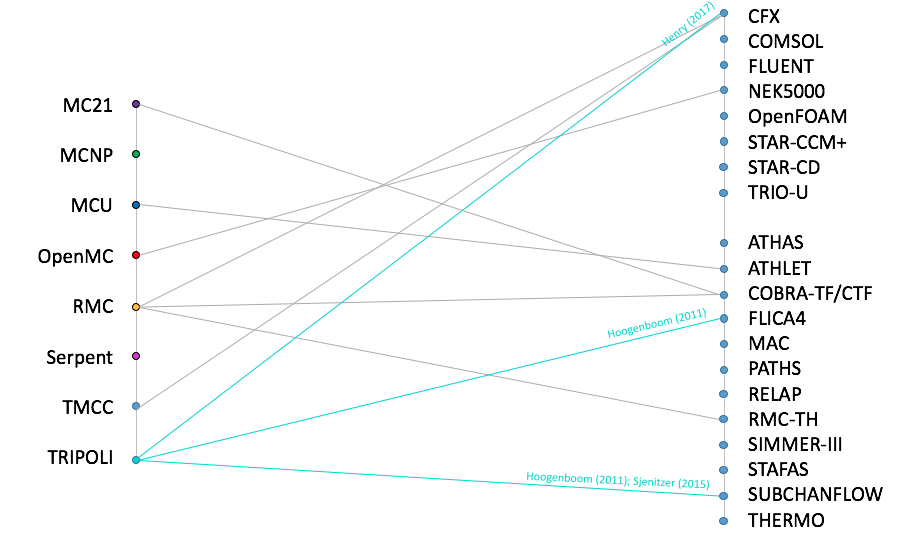 MC21
MCNP
MCU
OpenMC
RMC
Serpent
TMCC
TRIPOLI
Henry (2017)
Hoogenboom (2011)
Hoogenboom (2011); Sjenitzer (2015)
CFX
COMSOL
FLUENT
NEK5000
OpenFOAM
STAR-CCM+
STAR-CD
TRIO-U
ATHAS
ATHLET
COBRA-TF/CTF
FLICA4
MAC
PATHS
RELAP
RMC-TH
SIMMER-III
STAFAS
SUBCHANFLOW
THERMO